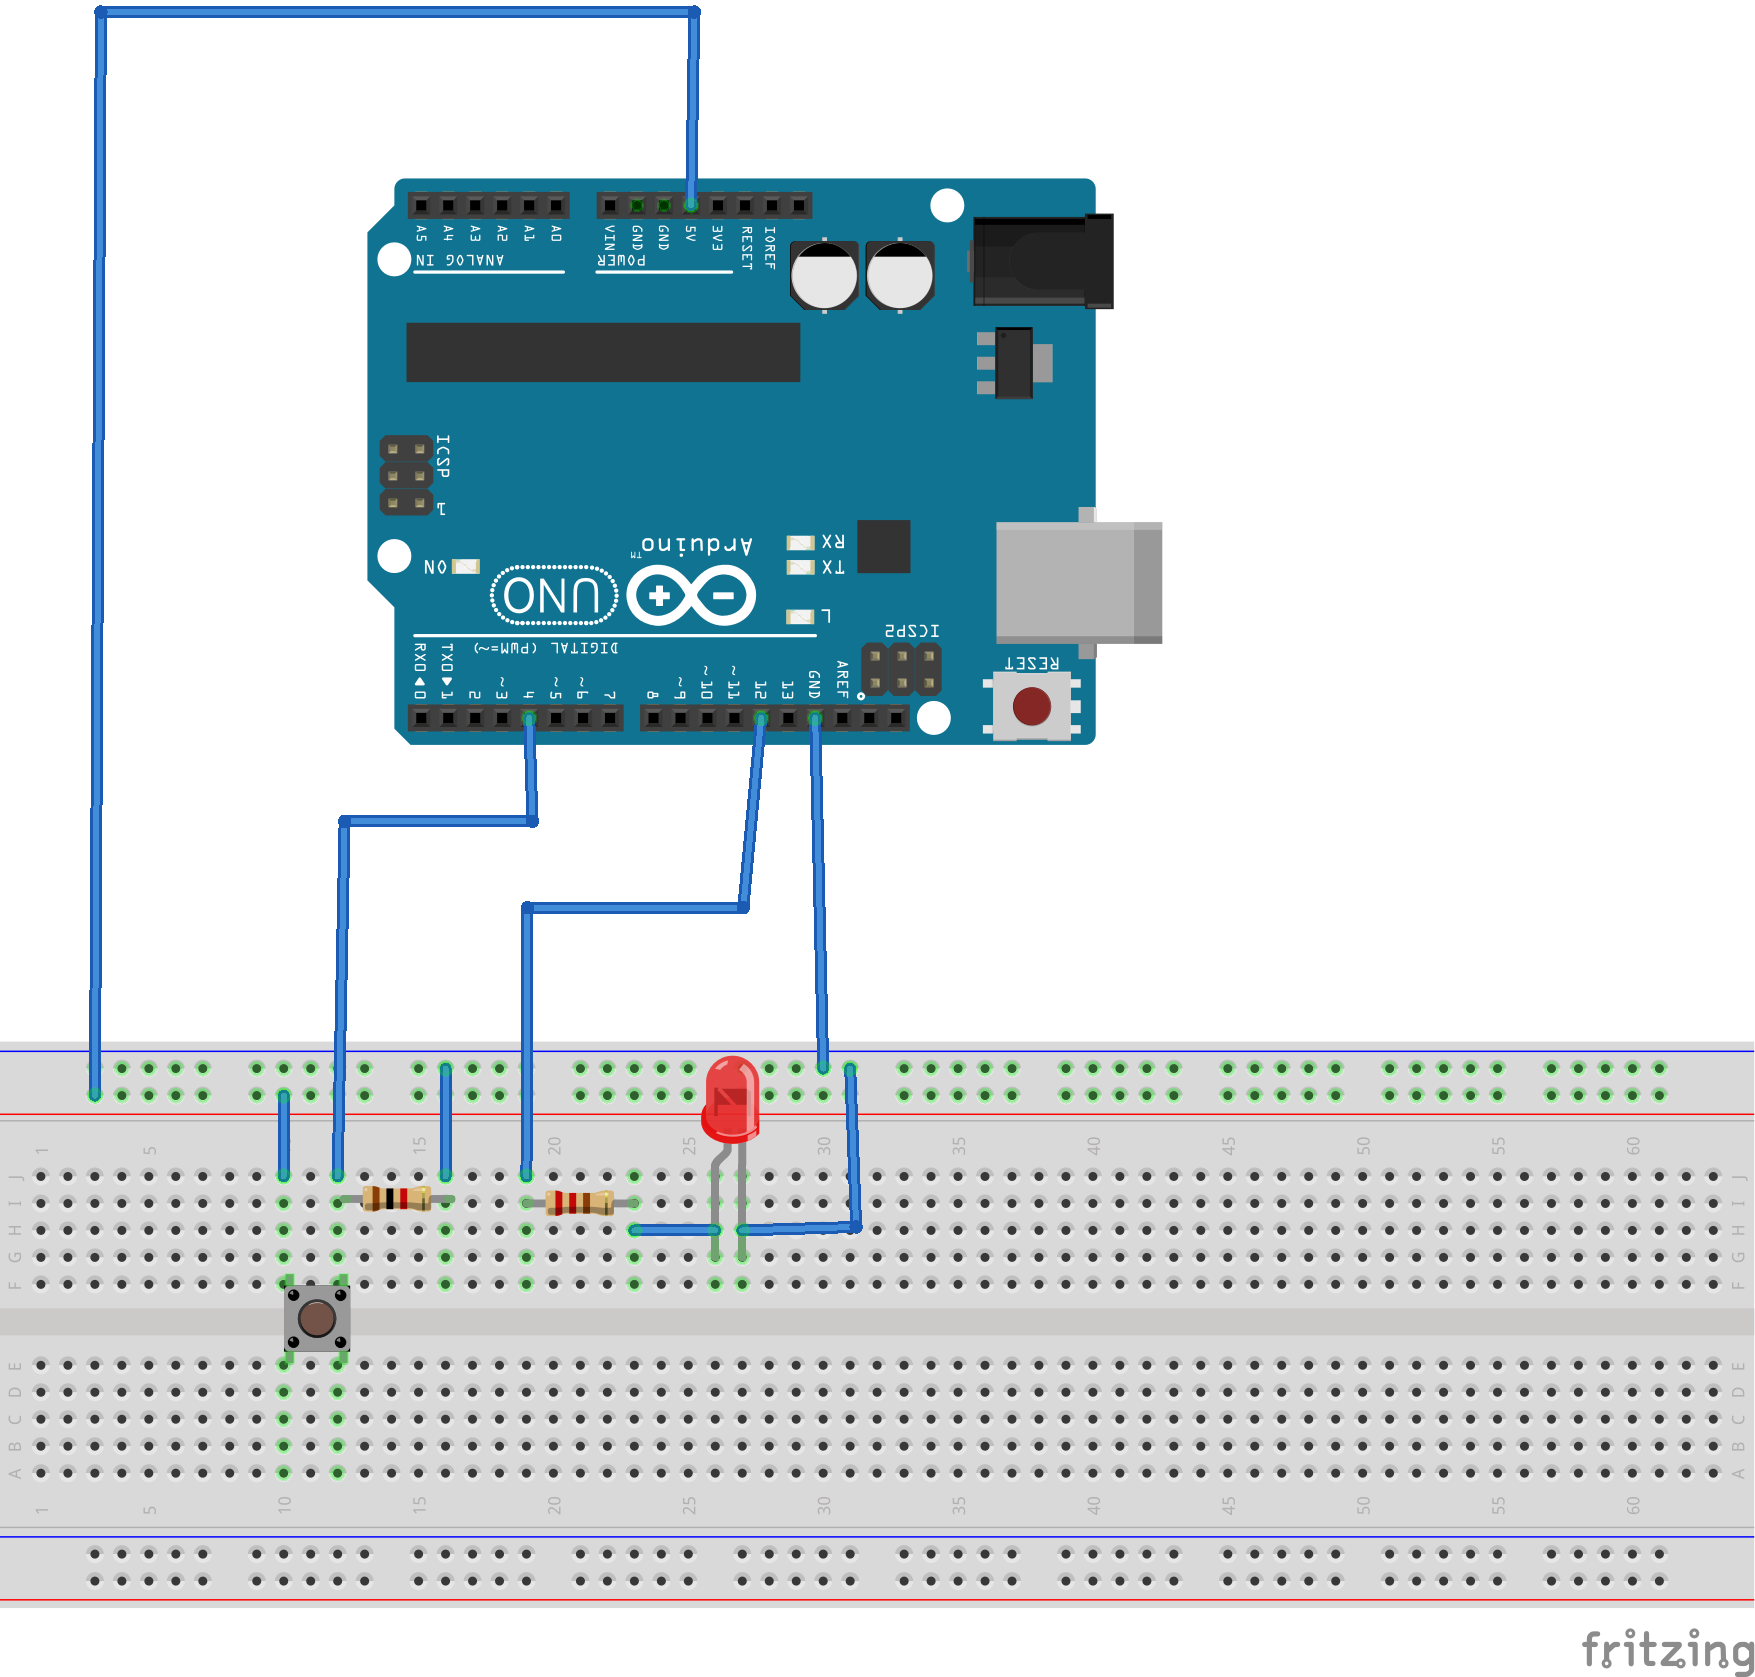 A5 A4 A3 A2 A1 A0 VIN GND GND 5V 3V3 RESET IOREF
ANALOG IN POWER
ICSP
1
Arduino™
RX
TX
ON
UNO
L
ICSP2
DIGITAL (PWM=~)
RESET
RX0 TX0
0 1 2 ~3 4 ~5 ~6 7 8 ~9 ~10 ~11 12 13 GND AREF
1 5 15 20 25 30 35 40 45 50 55 60
J J
I I
H H
G G
F F
E E
D D
C C
B B
A A
1 5 10 15 20 25 30 35 40 45 50 55 60
fritzing